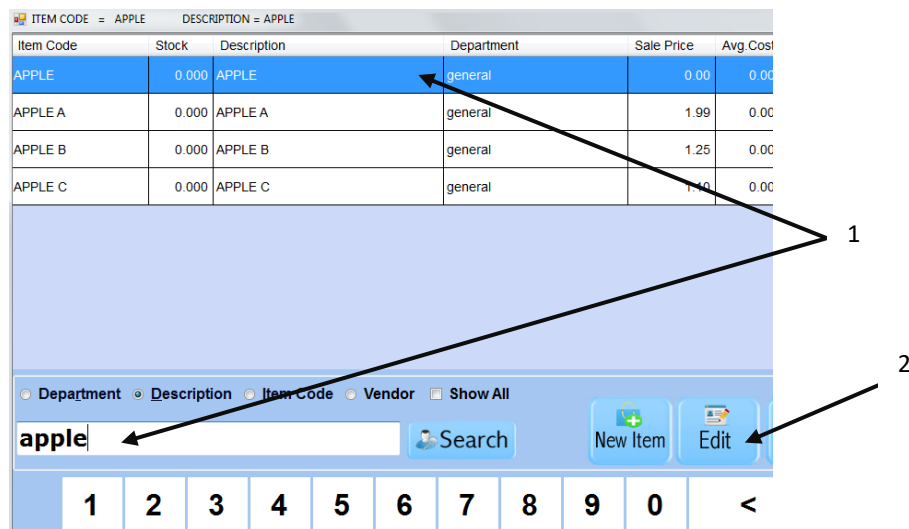 ITEM CODE = APPLE DESCRIPTION = APPLE
Item Code Stock Description Department Sale Price Avg.Cost
APPLE 0.000 APPLE general 0.00 0.00
APPLE A 0.000 APPLE A general 1.99 0.00
APPLE B 0.000 APPLE B general 1.25 0.00
APPLE C 0.000 APPLE C general 1.10 0.00
1
2
Department Description Item Code Vendor Show All
apple Search New Item Edit
1 2 3 4 5 6 7 8 9 0 <